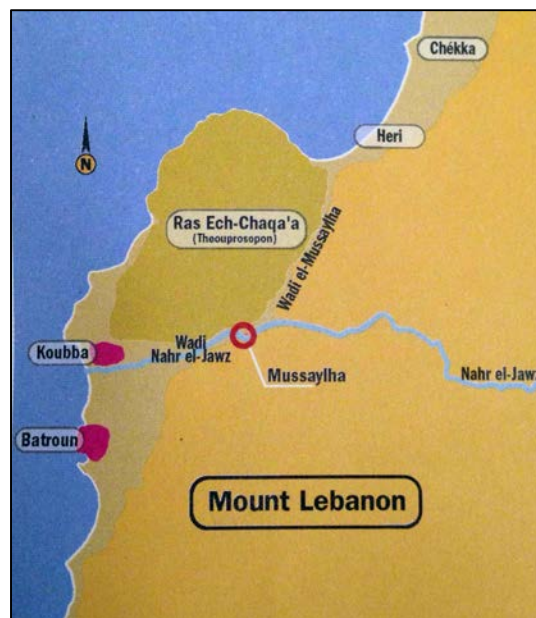 Chékka
Heri
N
Ras Ech-Chaqa'a
(Theouprosopon)
Wadi el-Mussaylha
Wadi
Nahr el-Jawz
Koubba
Mussaylha
Nahr el-Jawz
Batroun
Mount Lebanon